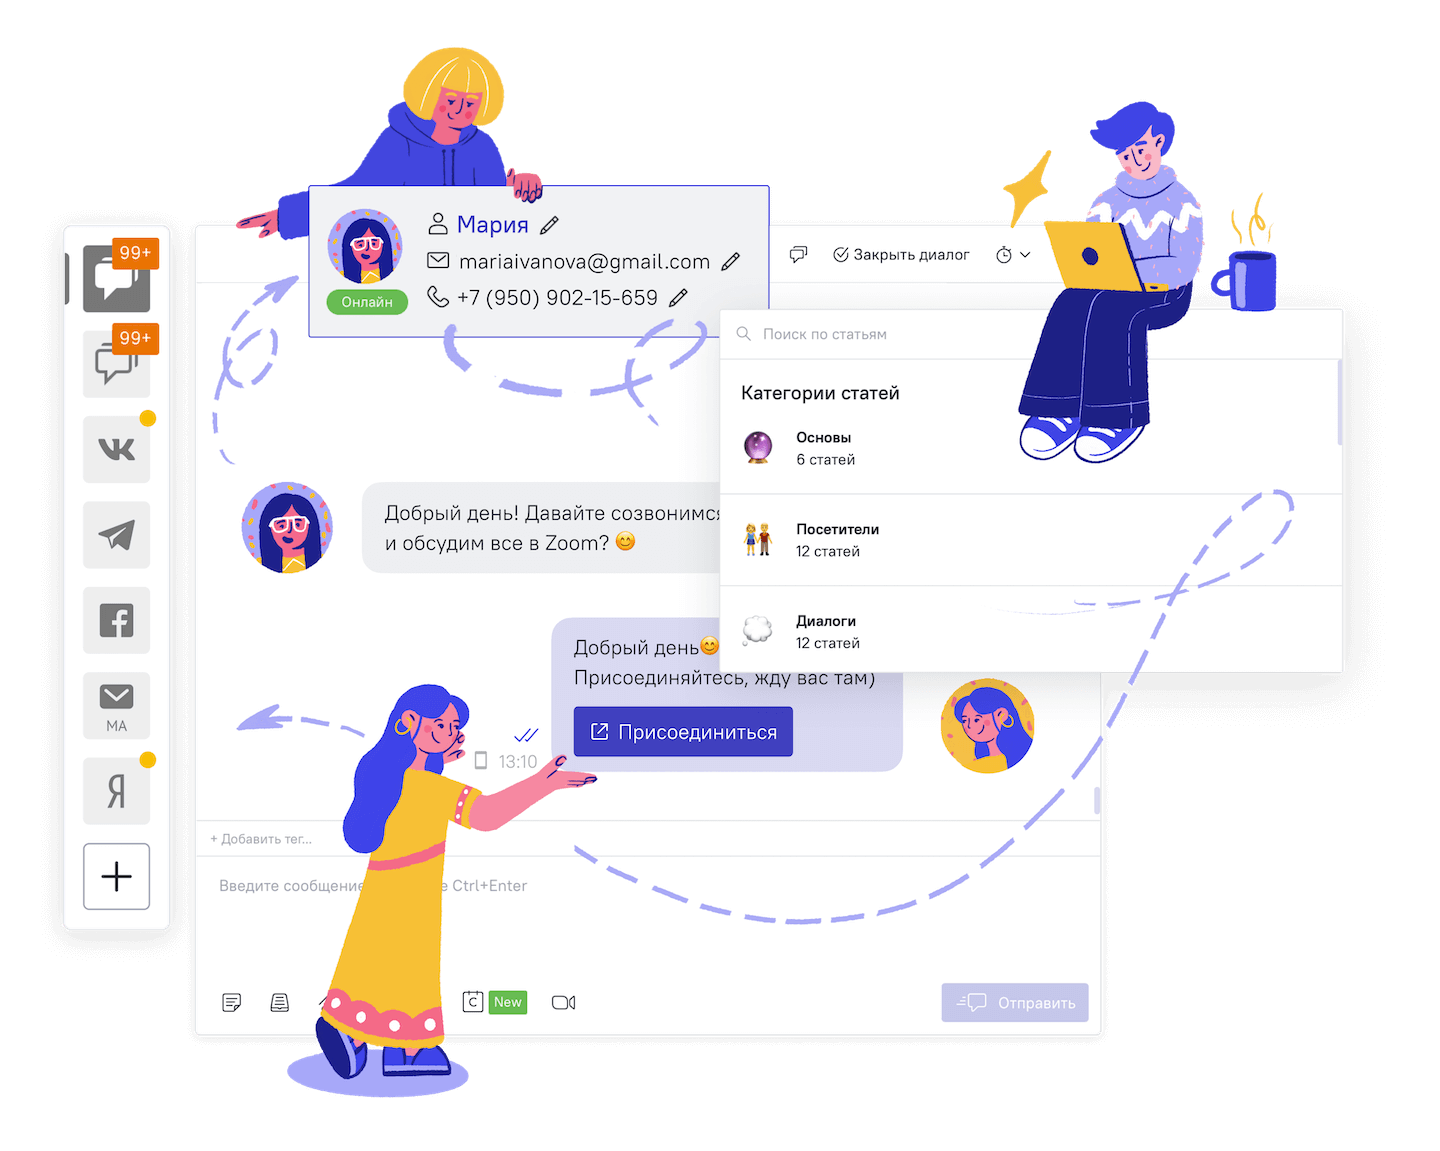 99+
99+
VK
MA
Я
Мария
mariaivanova@gmail.com
+7 (950) 902-15-659
Онлайн
Закрыть диалог
Поиск по статьям
Категории статей
Основы
6 статей
Посетители
12 статей
Диалоги
12 статей
Добрый день! Давайте созвонимся
и обсудим все в Zoom? 😊
Добрый день😊
Присоединяйтесь, жду вас там)
Присоединиться
13:10
+ Добавить тег...
Введите сообщение Ctrl+Enter
C
New
Отправить